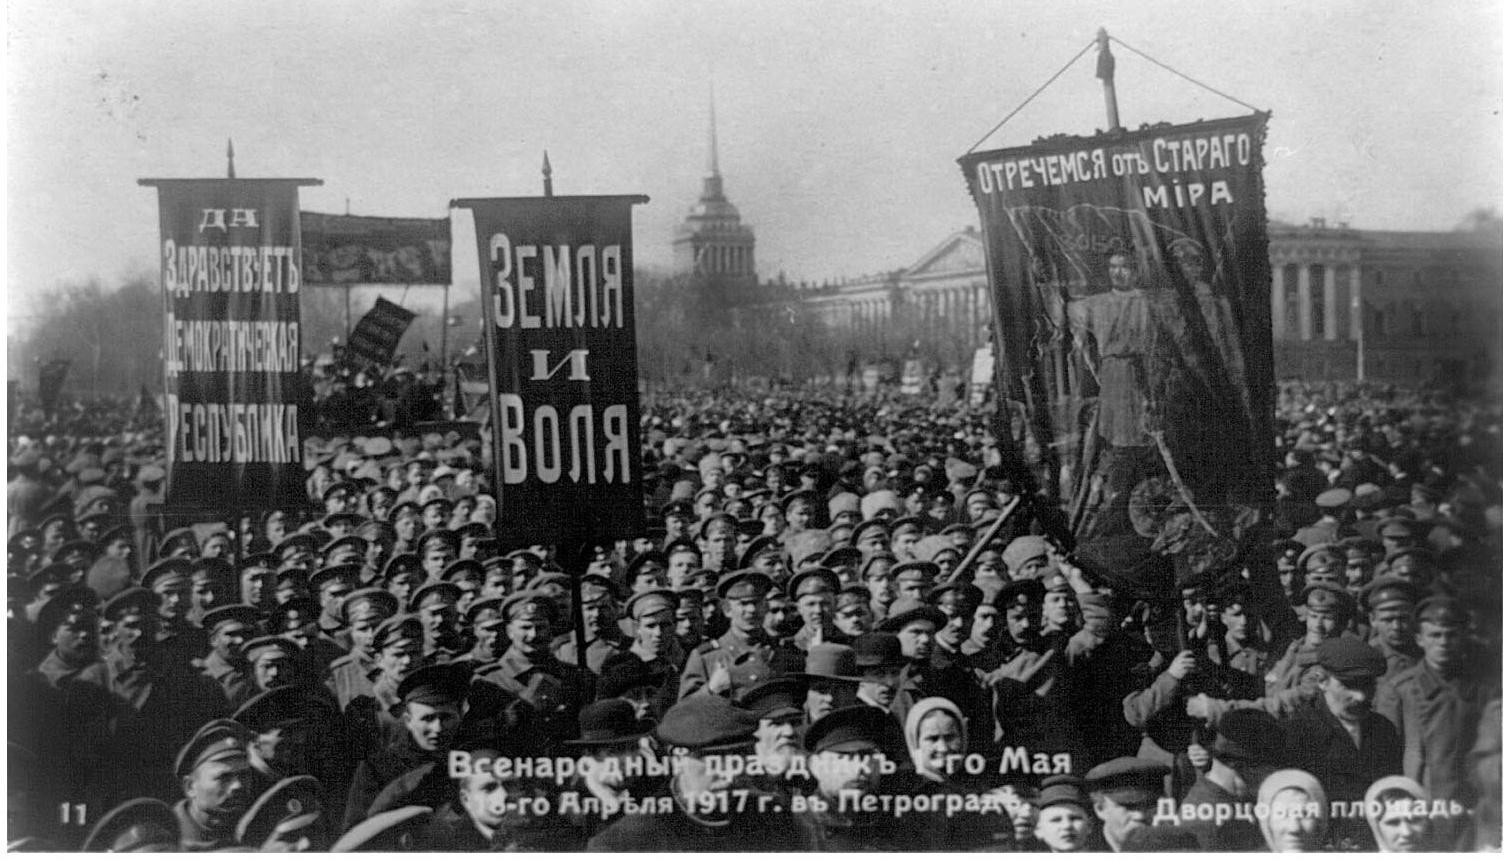 ДА
ЗДРАВСТВУЕТЪ
ДЕМОКРАТИЧЕСКАЯ
РЕСПУБЛИКА
ЗЕМЛЯ
И
ВОЛЯ
ОТРЕЧЕМСЯ отъ СТАРАГО
МІРА
Всенародный праздникъ 1-го Мая
18-го Апрѣля 1917 г. въ Петроградѣ.
Дворцовая площадь.
11